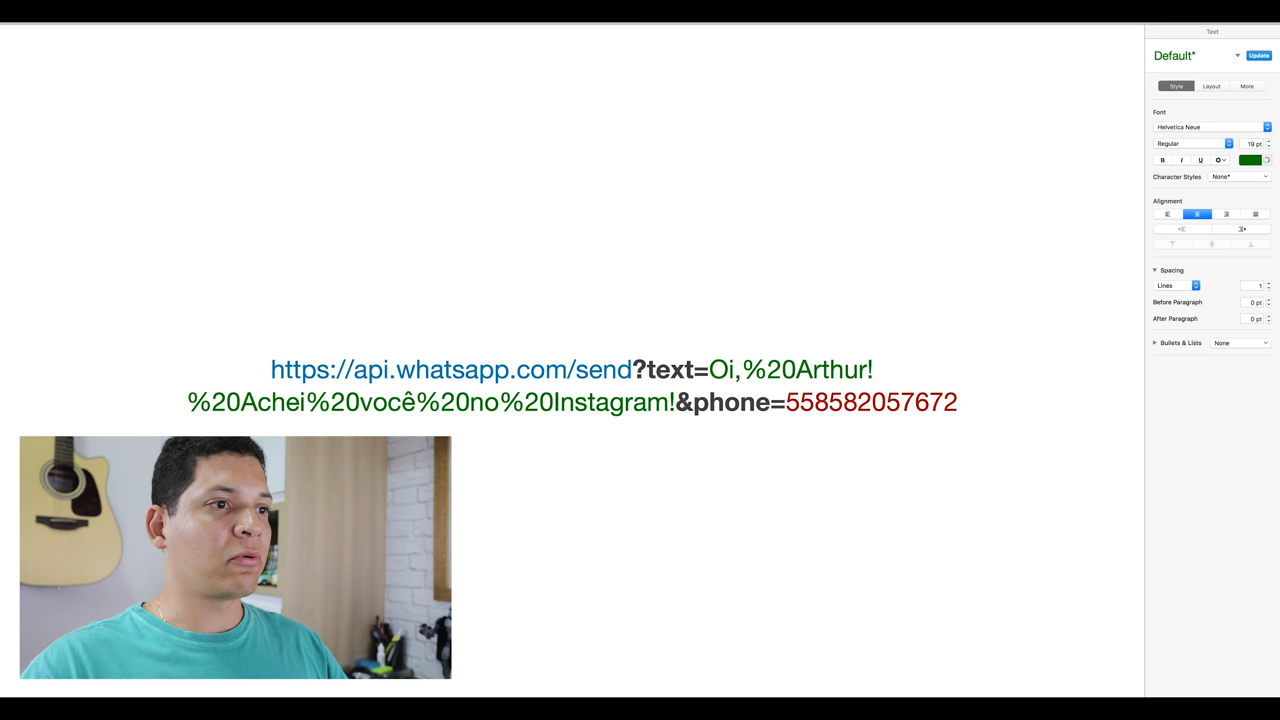 Text
Default*
Update
Style Layout More
Font
Helvetica Neue
Regular 19 pt
B I U
Character Styles None*
Alignment
Spacing
Lines 1
Before Paragraph 0 pt
After Paragraph 0 pt
Bullets & Lists None
https://api.whatsapp.com/send?text=Oi,%20Arthur!
%20Achei%20você%20no%20Instagram!&phone=558582057672